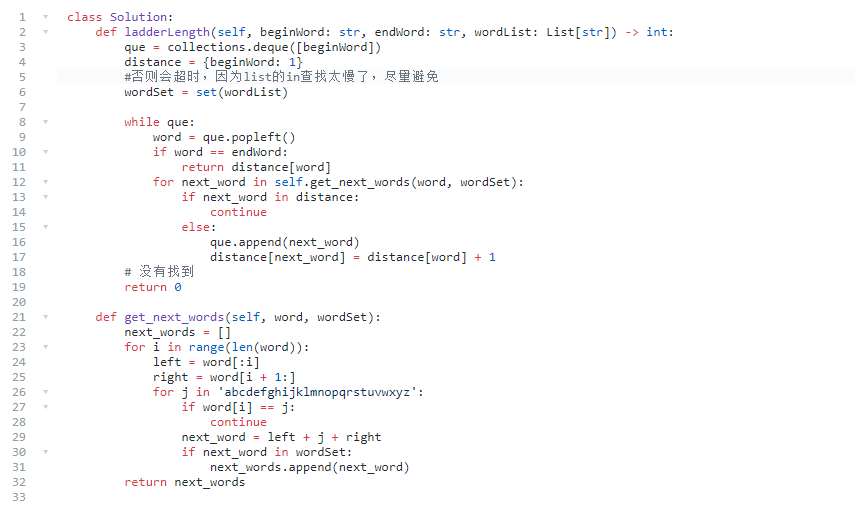 1 class Solution:
2     def ladderLength(self, beginWord: str, endWord: str, wordList: List[str]) -> int:
3         que = collections.deque([beginWord])
4         distance = {beginWord: 1}
5         #否则会超时，因为list的in查找太慢了，尽量避免
6         wordSet = set(wordList)
7
8         while que:
9             word = que.popleft()
10             if word == endWord:
11                 return distance[word]
12             for next_word in self.get_next_words(word, wordSet):
13                 if next_word in distance:
14                     continue
15                 else:
16                     que.append(next_word)
17                     distance[next_word] = distance[word] + 1
18         # 没有找到
19         return 0
20
21     def get_next_words(self, word, wordSet):
22         next_words = []
23         for i in range(len(word)):
24             left = word[:i]
25             right = word[i + 1:]
26             for j in 'abcdefghijklmnopqrstuvwxyz':
27                 if word[i] == j:
28                     continue
29                 next_word = left + j + right
30                 if next_word in wordSet:
31                     next_words.append(next_word)
32         return next_words
33